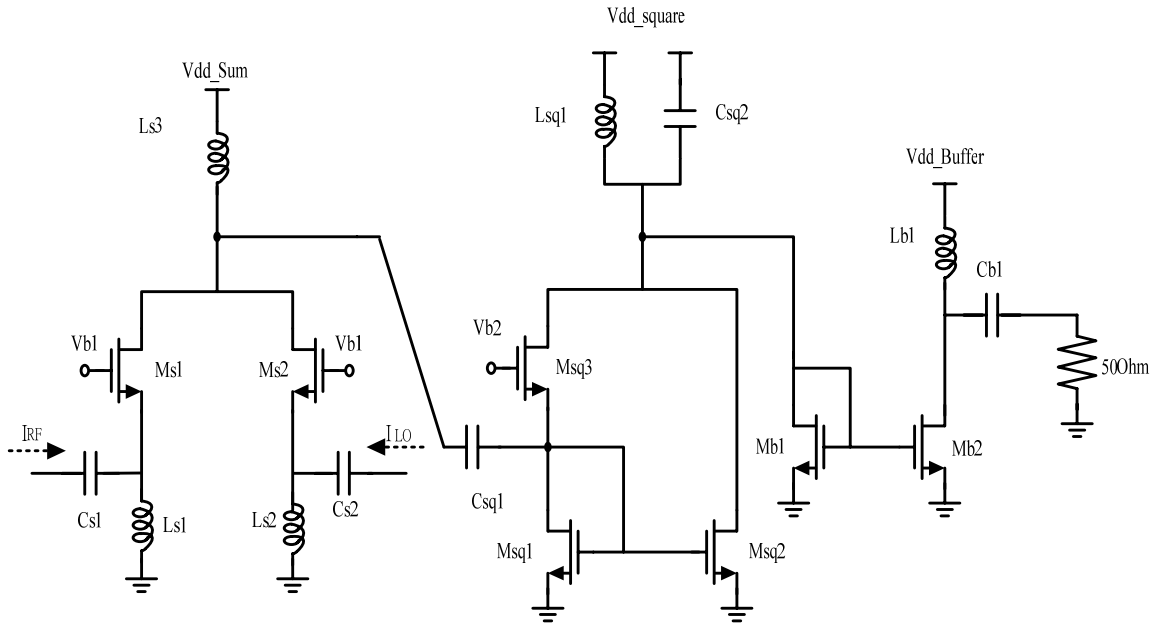 Vdd_square
Vdd_Sum
Ls3
Lsq1
Csq2
Vdd_Buffer
Lb1
Cb1
Vb1
Ms1
Ms2
Vb1
Vb2
Msq3
50Ohm
IRF
ILO
Mb1
Mb2
Cs1
Ls1
Ls2
Cs2
Csq1
Msq1
Msq2